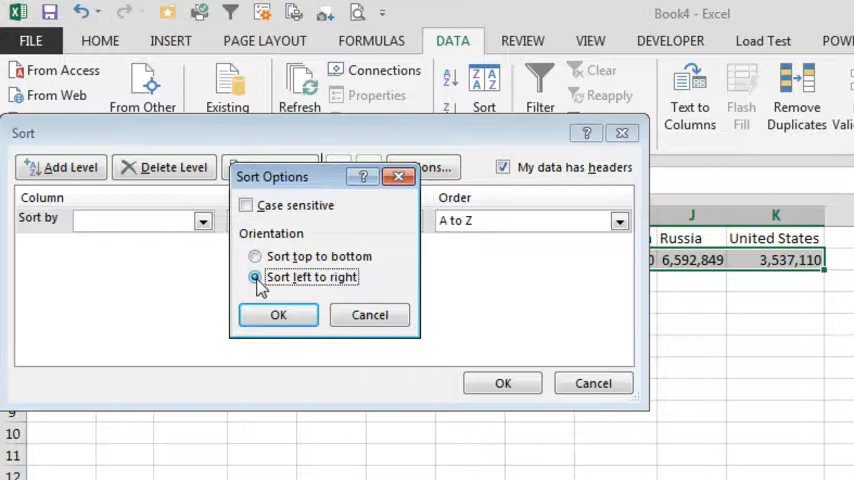 Book4 - Excel
FILE HOME INSERT PAGE LAYOUT FORMULAS DATA REVIEW VIEW DEVELOPER Load Test
From Access
From Web
From Other
Existing
Refresh
Connections
Properties
Sort
Filter
Clear
Reapply
Text to
Columns
Flash
Fill
Remove
Duplicates
Sort
Add Level Delete Level My data has headers
Column Order
Sort by A to Z
Sort Options
Case sensitive
Orientation
Sort top to bottom
Sort left to right
OK Cancel
OK Cancel
J K
Russia United States
6,592,849 3,537,110
9
10
11
12